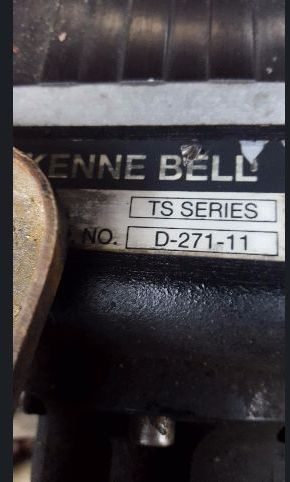 KENNE BELL
TS SERIES
NO. D-271-11